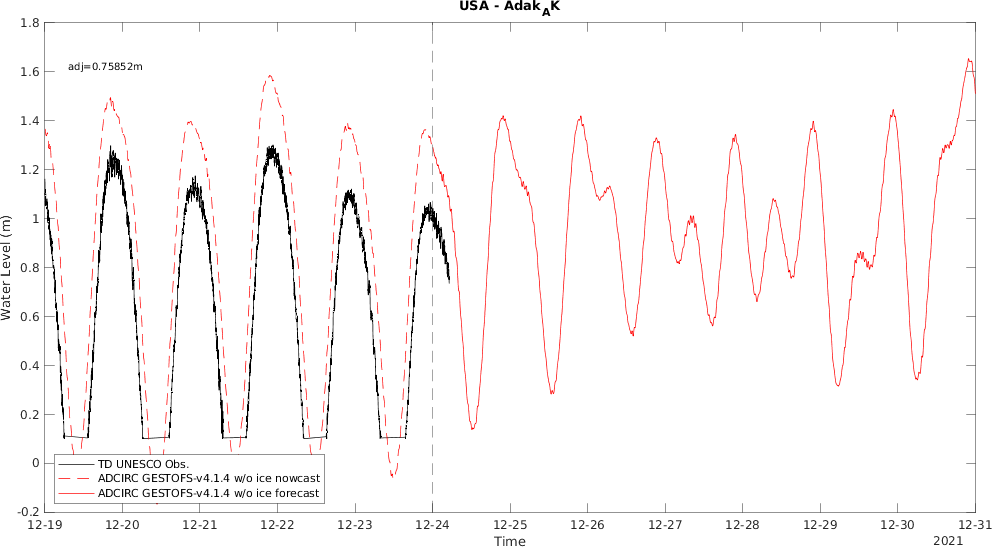 USA - Adak_AK
1.8
1.6
1.4
1.2
1
0.8
0.6
0.4
0.2
0
-0.2
Water Level (m)
adj=0.75852m
TD UNESCO Obs.
ADCIRC GESTOFS-v4.1.4 w/o ice nowcast
ADCIRC GESTOFS-v4.1.4 w/o ice forecast
12-19 12-20 12-21 12-22 12-23 12-24 12-25 12-26 12-27 12-28 12-29 12-30 12-31
Time
2021